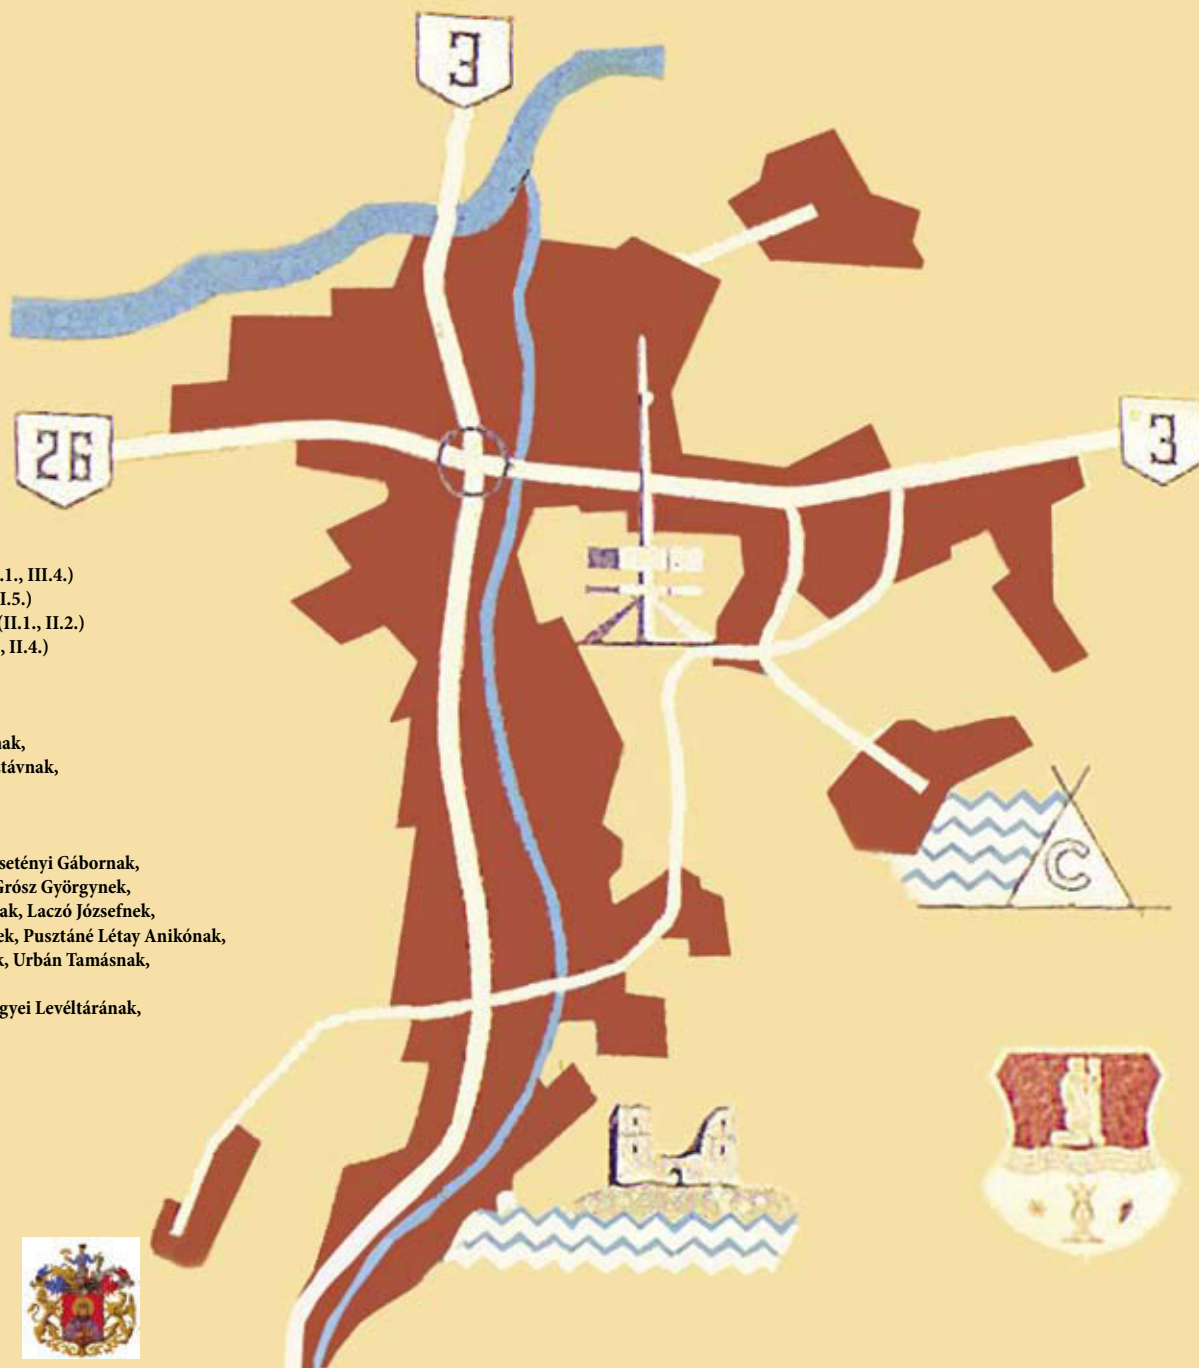 3
26
3
.1., III.4.)
I.5.)
(II.1., II.2.)
, II.4.)
nak,
távnak,
setényi Gábornak,
Grósz Györgynek,
ak, Laczó Józsefnek,
ek, Pusztáné Létay Anikónak,
k, Urbán Tamásnak,
gyei Levéltárának,
C